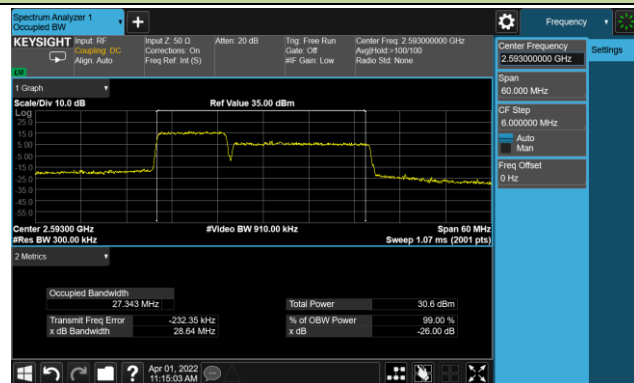 Spectrum Analyzer 1
Occupied BW
Frequency
KEYSIGHT
Input: RF
Coupling: DC
Align: Auto
Input Z: 50 Ω
Corrections: On
Freq Ref: Int (S)
Atten: 20 dB
Trig: Free Run
Gate: Off
#IF Gain: Low
Center Freq: 2.593000000 GHz
Avg|Hold:>100/100
Radio Std: None
Center Frequency
2.593000000 GHz
Settings
Span
60.000 MHz
CF Step
6.000000 MHz
Auto
Man
Freq Offset
0 Hz
1 Graph
Scale/Div 10.0 dB
Ref Value 35.00 dBm
Log
25.0
15.0
5.00
-5.00
-15.0
-25.0
-35.0
-45.0
-55.0
Center 2.59300 GHz
#Video BW 910.00 kHz
Span 60 MHz
#Res BW 300.00 kHz
Sweep 1.07 ms (2001 pts)
2 Metrics
Occupied Bandwidth
27.343 MHz
Total Power 30.6 dBm
Transmit Freq Error -232.35 kHz
% of OBW Power 99.00 %
x dB Bandwidth 28.64 MHz
x dB -26.00 dB
Apr 01, 2022
11:15:03 AM